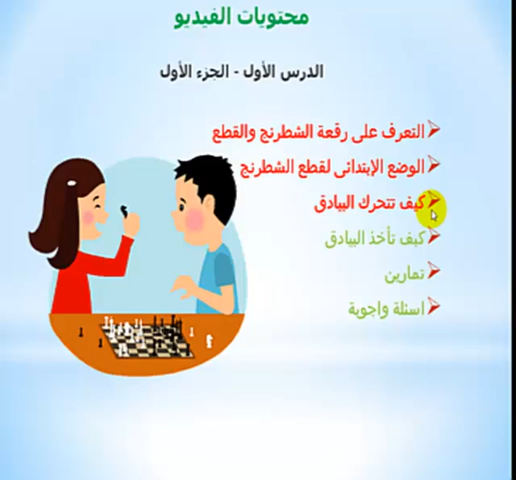 محتويات الفيديو
الدرس الأول - الجزء الأول
التعرف على رقعة الشطرنج والقطع
الوضع الإبتدائى لقطع الشطرنج
كيف تتحرك البيادق
كيف تأخذ البيادق
تمارين
اسئلة واجوبة